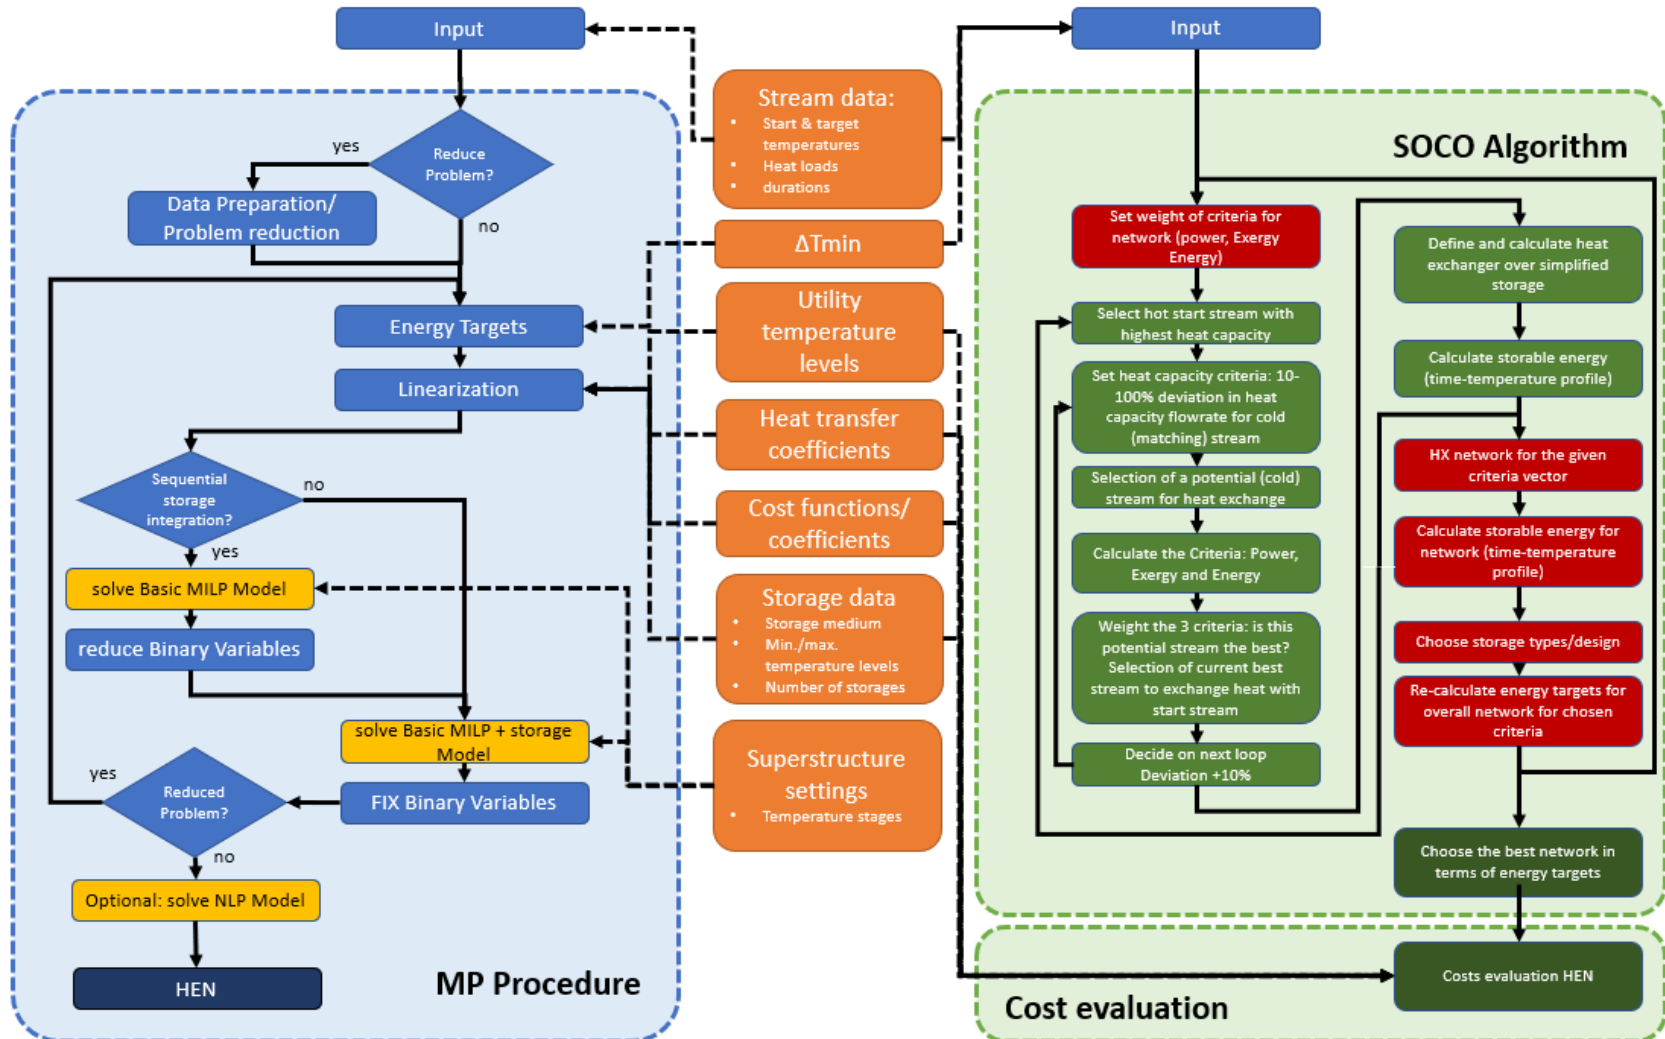 Input
Reduce
Problem?
yes
no
Data Preparation/
Problem reduction
Energy Targets
Linearization
Sequential
storage
integration?
no
yes
solve Basic MILP Model
reduce Binary Variables
solve Basic MILP + storage
Model
FIX Binary Variables
Reduced
Problem?
yes
no
Optional: solve NLP Model
HEN
MP Procedure
Stream data:
• Start & target
temperatures
• Heat loads
• durations
ΔTmin
Utility
temperature
levels
Heat transfer
coefficients
Cost functions/
coefficients
Storage data
• Storage medium
• Min./max.
temperature levels
• Number of storages
Superstructure
settings
• Temperature stages
Input
SOCO Algorithm
Set weight of criteria for
network (power, Exergy
Energy)
Select hot start stream with
highest heat capacity
Set heat capacity criteria: 10-
100% deviation in heat
capacity flowrate for cold
(matching) stream
Selection of a potential (cold)
stream for heat exchange
Calculate the Criteria: Power,
Exergy and Energy
Weight the 3 criteria: is this
potential stream the best?
Selection of current best
stream to exchange heat with
start stream
Decide on next loop
Deviation +10%
Define and calculate heat
exchanger over simplified
storage
Calculate storable energy
(time-temperature profile)
HX network for the given
criteria vector
Calculate storable energy for
network (time-temperature
profile)
Choose storage types/design
Re-calculate energy targets for
overall network for chosen
criteria
Choose the best network in
terms of energy targets
Costs evaluation HEN
Cost evaluation